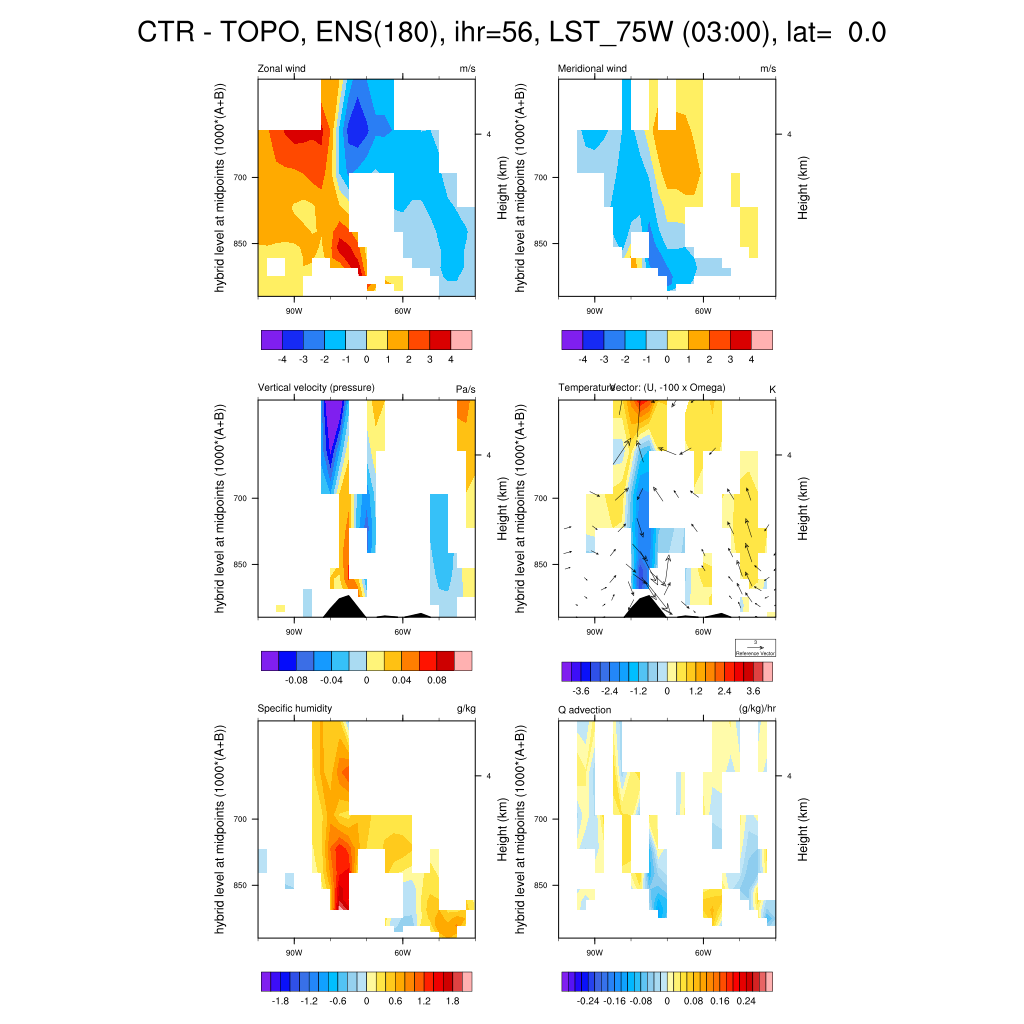 CTR - TOPO, ENS(180), ihr=56, LST_75W (03:00), lat= 0.0
Zonal wind m/s
hybrid level at midpoints (1000*(A+B))
700
850
4
Height (km)
90W 60W
-4 -3 -2 -1 0 1 2 3 4
Meridional wind m/s
hybrid level at midpoints (1000*(A+B))
700
850
4
Height (km)
90W 60W
-4 -3 -2 -1 0 1 2 3 4
Vertical velocity (pressure) Pa/s
hybrid level at midpoints (1000*(A+B))
700
850
4
Height (km)
90W 60W
-0.08 -0.04 0 0.04 0.08
Temperature Vector: (U, -100 x Omega) K
hybrid level at midpoints (1000*(A+B))
700
850
4
Height (km)
90W 60W
3
Reference Vector
-3.6 -2.4 -1.2 0 1.2 2.4 3.6
Specific humidity g/kg
hybrid level at midpoints (1000*(A+B))
700
850
4
Height (km)
90W 60W
-1.8 -1.2 -0.6 0 0.6 1.2 1.8
Q advection (g/kg)/hr
hybrid level at midpoints (1000*(A+B))
700
850
4
Height (km)
90W 60W
-0.24 -0.16 -0.08 0 0.08 0.16 0.24